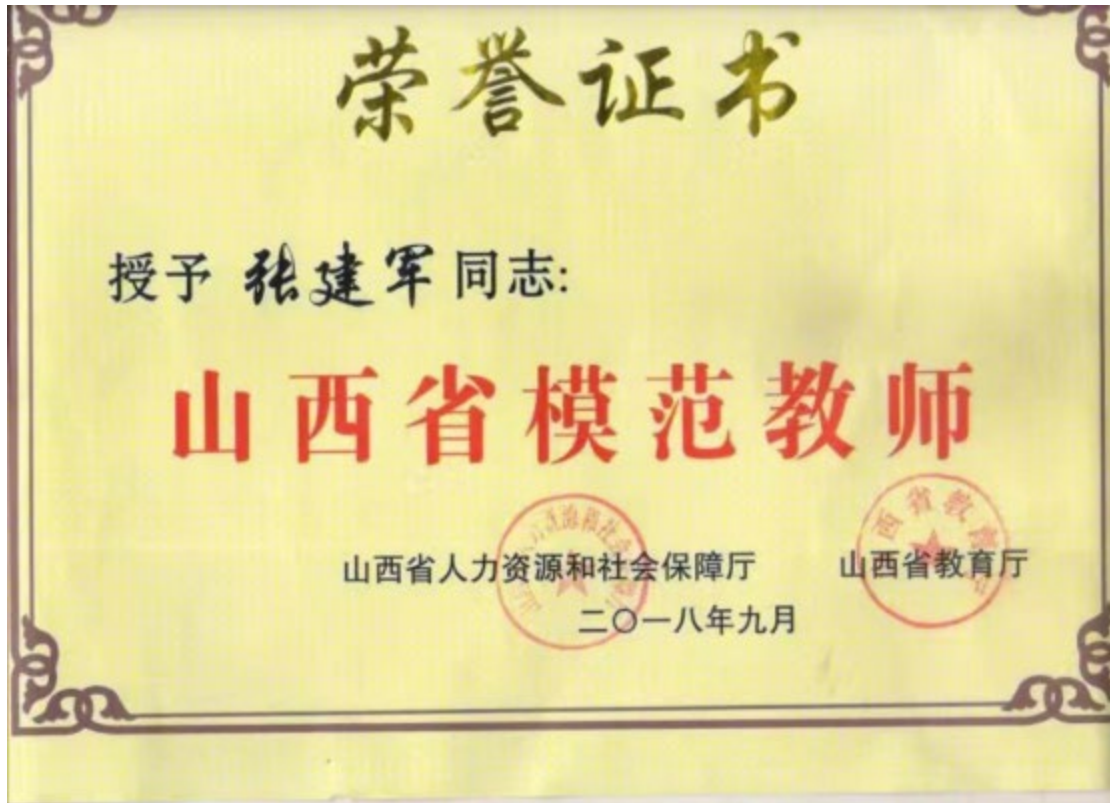 荣誉证书
授予 张建军 同志:
山西省模范教师
山西省人力资源和社会保障厅 山西省教育厅
二〇一八年九月